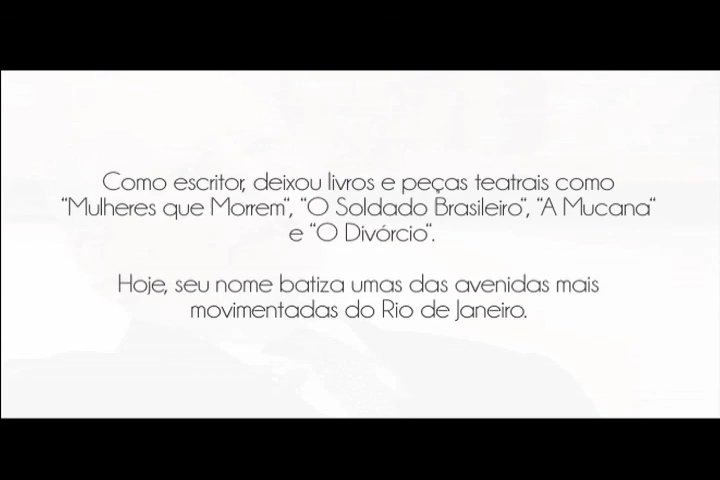 Como escritor, deixou livros e peças teatrais como
"Mulheres que Morrem", "O Soldado Brasileiro", "A Mucana"
e "O Divórcio".
Hoje, seu nome batiza umas das avenidas mais
movimentadas do Rio de Janeiro.